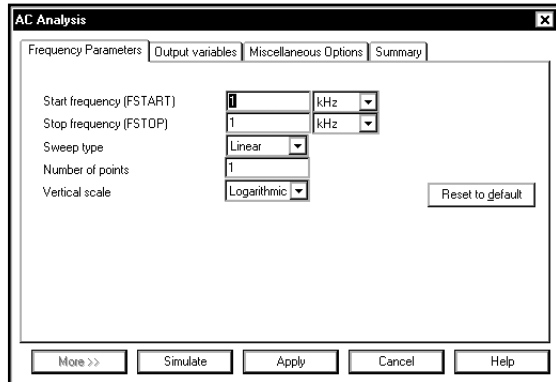 AC Analysis
Frequency Parameters Output variables Miscellaneous Options Summary
Start frequency (FSTART) 1 kHz
Stop frequency (FSTOP) 1 kHz
Sweep type Linear
Number of points 1
Vertical scale Logarithmic Reset to default
More >> Simulate Apply Cancel Help